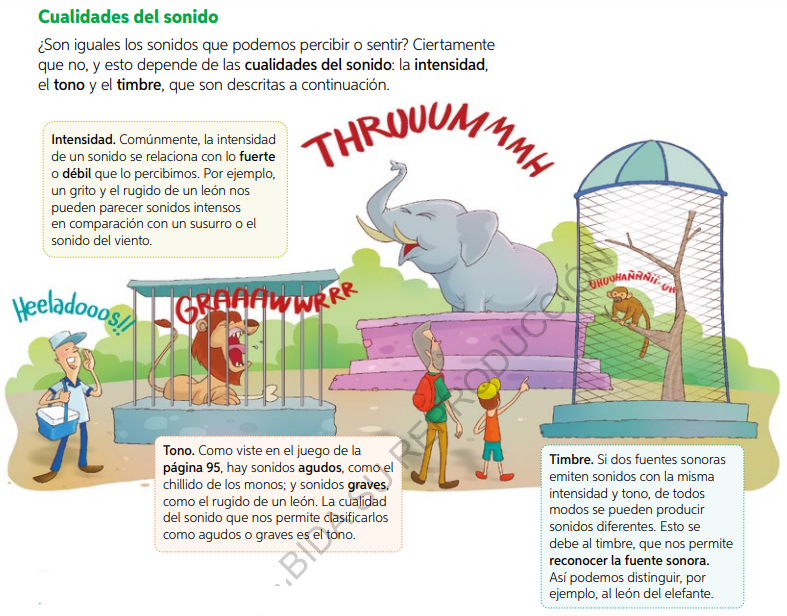 Cualidades del sonido
¿Son iguales los sonidos que podemos percibir o sentir? Ciertamente
que no, y esto depende de las cualidades del sonido: la intensidad,
el tono y el timbre, que son descritas a continuación.
THRUUUMMMH
Intensidad. Comúnmente, la intensidad
de un sonido se relaciona con lo fuerte
o débil que lo percibimos. Por ejemplo,
un grito y el rugido de un león nos
pueden parecer sonidos intensos
en comparación con un susurro o el
sonido del viento.
Heeladooos!!
GRAAAWWRRR
Tono. Como viste en el juego de la
página 95, hay sonidos agudos, como el
chillido de los monos; y sonidos graves,
como el rugido de un león. La cualidad
del sonido que nos permite clasificarlos
como agudos o graves es el tono.
Timbre. Si dos fuentes sonoras
emiten sonidos con la misma
intensidad y tono, de todos
modos se pueden producir
sonidos diferentes. Esto se
debe al timbre, que nos permite
reconocer la fuente sonora.
Así podemos distinguir, por
ejemplo, al león del elefante.
BIDA SU REPRODUCCIÓN